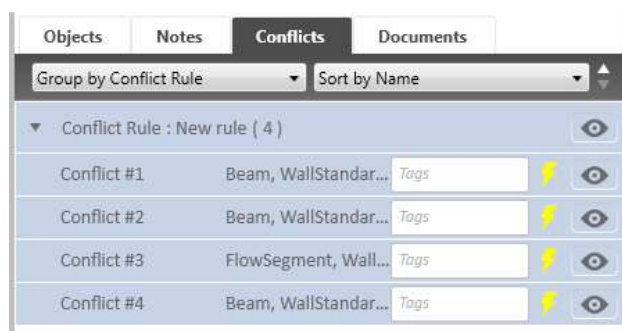 Objects Notes Conflicts Documents
Group by Conflict Rule Sort by Name
Conflict Rule : New rule ( 4 )
Conflict #1 Beam, WallStandar... Tags
Conflict #2 Beam, WallStandar... Tags
Conflict #3 FlowSegment, Wall... Tags
Conflict #4 Beam, WallStandar... Tags